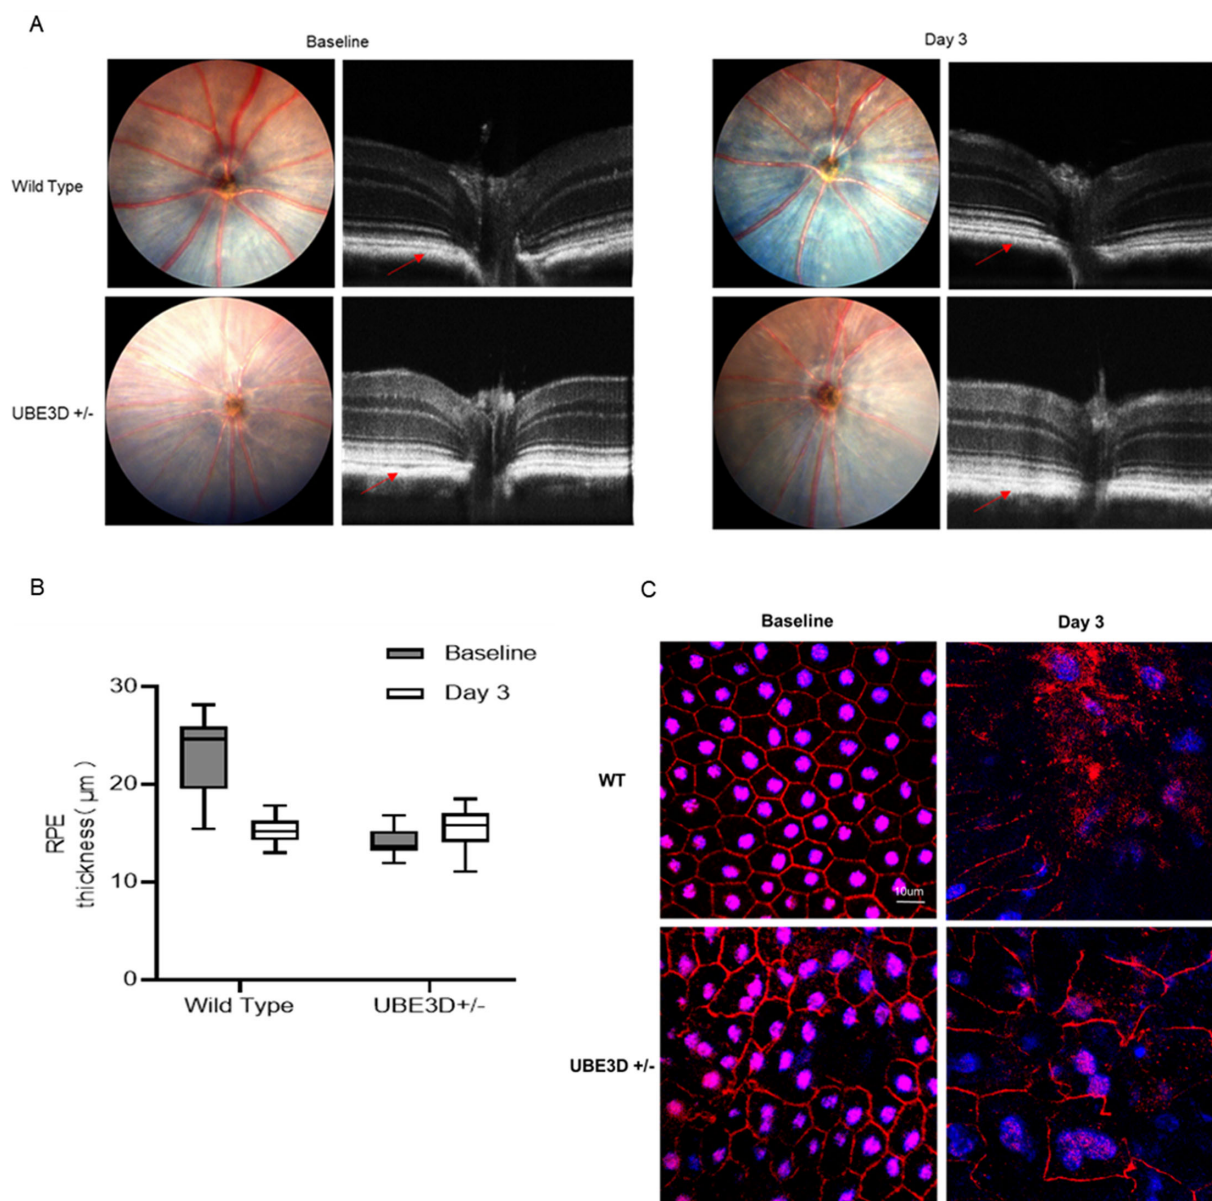 A
Baseline
Day 3
Wild Type
UBE3D +/-
B
Baseline
Day 3
30
20
10
0
RPE
thickness(μm)
Wild Type
UBE3D+/-
C
Baseline
Day 3
WT
10um
UBE3D +/-